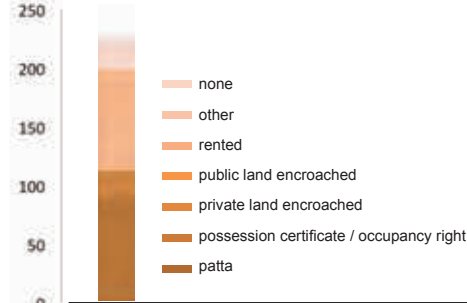 250
200
150
100
50
0
none
other
rented
public land encroached
private land encroached
possession certificate / occupancy right
patta